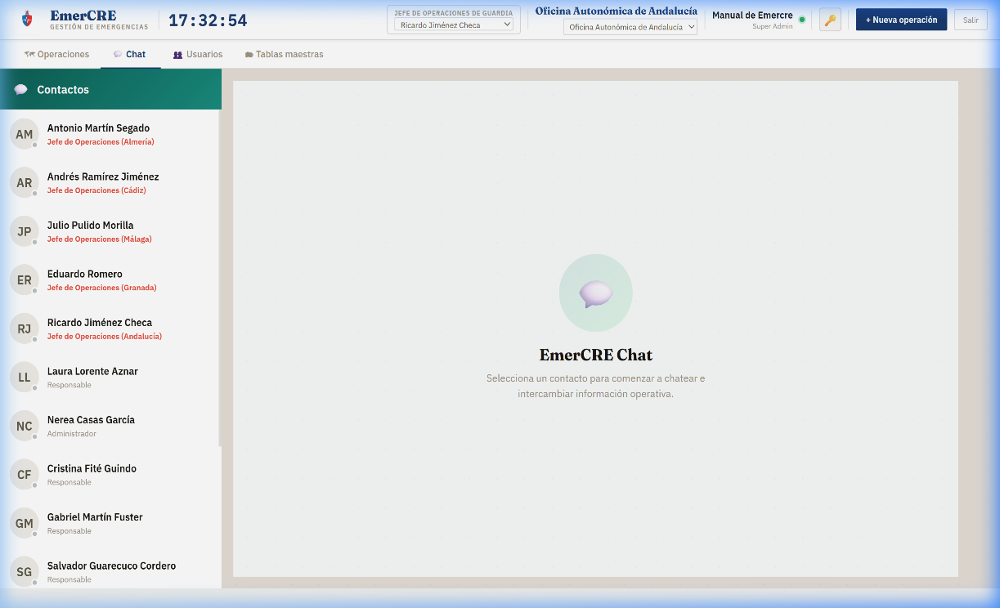 EmerCRE
GESTIÓN DE EMERGENCIAS
17:32:54
JEFE DE OPERACIONES DE GUARDIA
Ricardo Jiménez Checa
Oficina Autonómica de Andalucía
Oficina Autonómica de Andalucía
Manual de Emercre
Super Admin
+ Nueva operación
Salir
Operaciones
Chat
Usuarios
Tablas maestras
Contactos
AM
Antonio Martín Segado
Jefe de Operaciones (Almería)
AR
Andrés Ramírez Jiménez
Jefe de Operaciones (Cádiz)
JP
Julio Pulido Morilla
Jefe de Operaciones (Málaga)
ER
Eduardo Romero
Jefe de Operaciones (Granada)
RJ
Ricardo Jiménez Checa
Jefe de Operaciones (Andalucía)
LL
Laura Lorente Aznar
Responsable
NC
Nerea Casas García
Administrador
CF
Cristina Fité Guindo
Responsable
GM
Gabriel Martín Fuster
Responsable
SG
Salvador Guarecuco Cordero
Responsable
EmerCRE Chat
Selecciona un contacto para comenzar a chatear e
intercambiar información operativa.